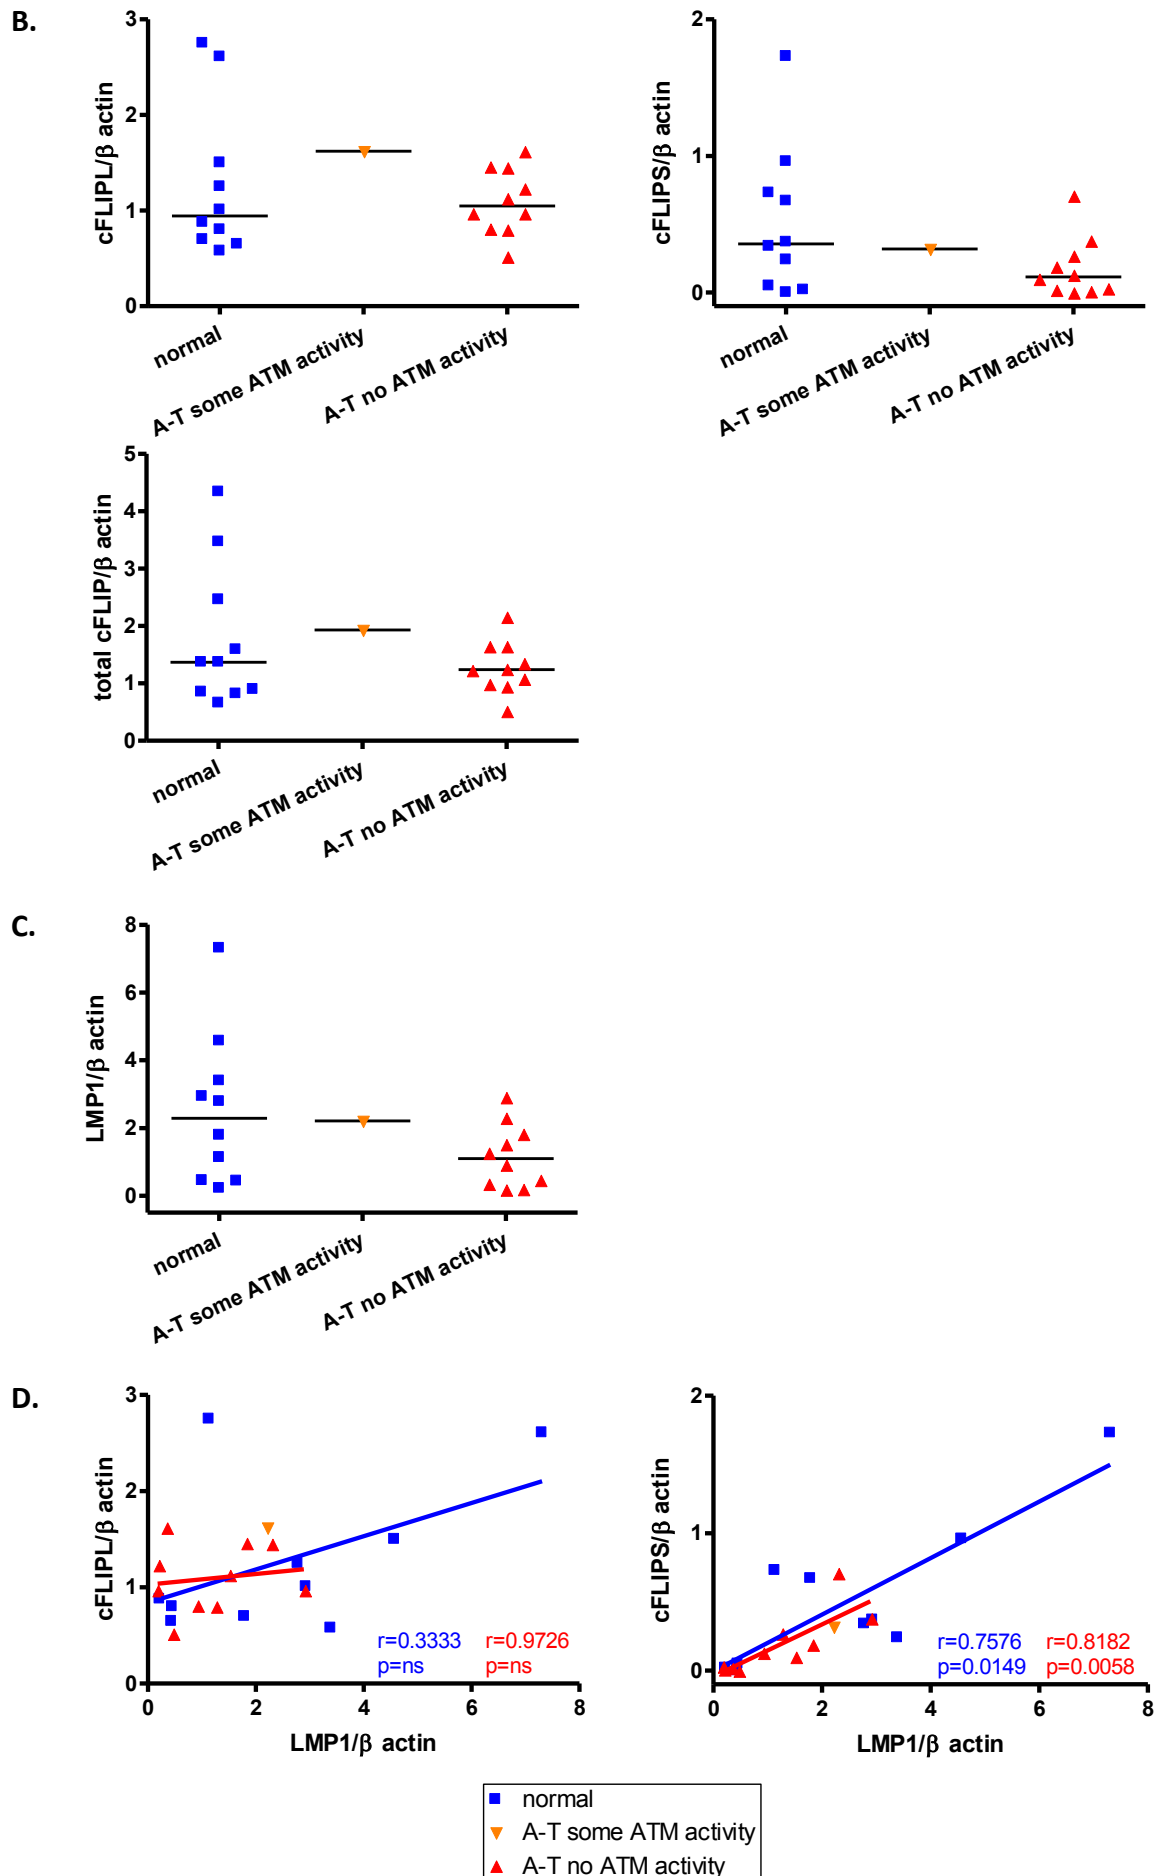 B.
3
2
1
0
cFLIPL/β actin
normal
A-T some ATM activity
A-T no ATM activity
2
1
0
cFLIPS/β actin
normal
A-T some ATM activity
A-T no ATM activity
5
4
3
2
1
0
total cFLIP/β actin
normal
A-T some ATM activity
A-T no ATM activity
C.
8
6
4
2
0
LMP1/β actin
normal
A-T some ATM activity
A-T no ATM activity
D.
3
2
1
0
cFLIPL/β actin
r=0.3333 r=0.9726
p=ns p=ns
0 2 4 6 8
LMP1/β actin
2
1
0
cFLIPS/β actin
r=0.7576 r=0.8182
p=0.0149 p=0.0058
0 2 4 6 8
LMP1/β actin
normal
A-T some ATM activity
A-T no ATM activity